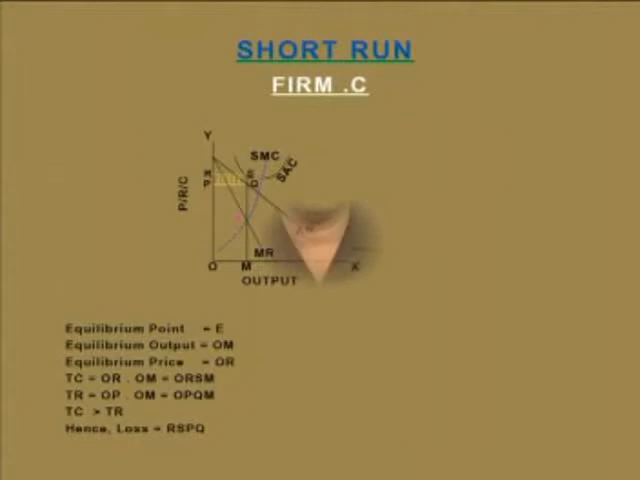 SHORT RUN
FIRM .C
Y
SMC
SAC
R
P
P/R/C
MR
O M X
OUTPUT
Equilibrium Point = E
Equilibrium Output = OM
Equilibrium Price = OR
TC = OR . OM = ORSM
TR = OP . OM = OPQM
TC > TR
Hence, Loss = RSPQ